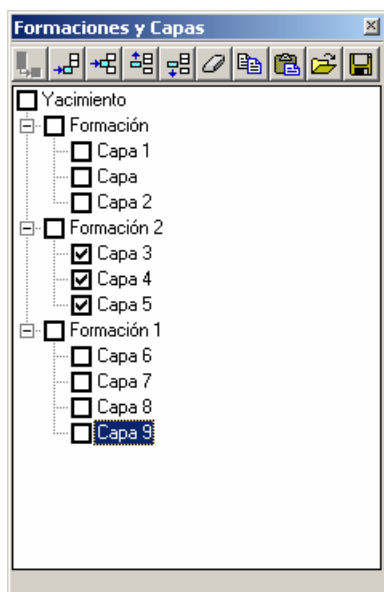 Formaciones y Capas
Yacimiento
Formación
Capa 1
Capa
Capa 2
Formación 2
Capa 3
Capa 4
Capa 5
Formación 1
Capa 6
Capa 7
Capa 8
Capa 9